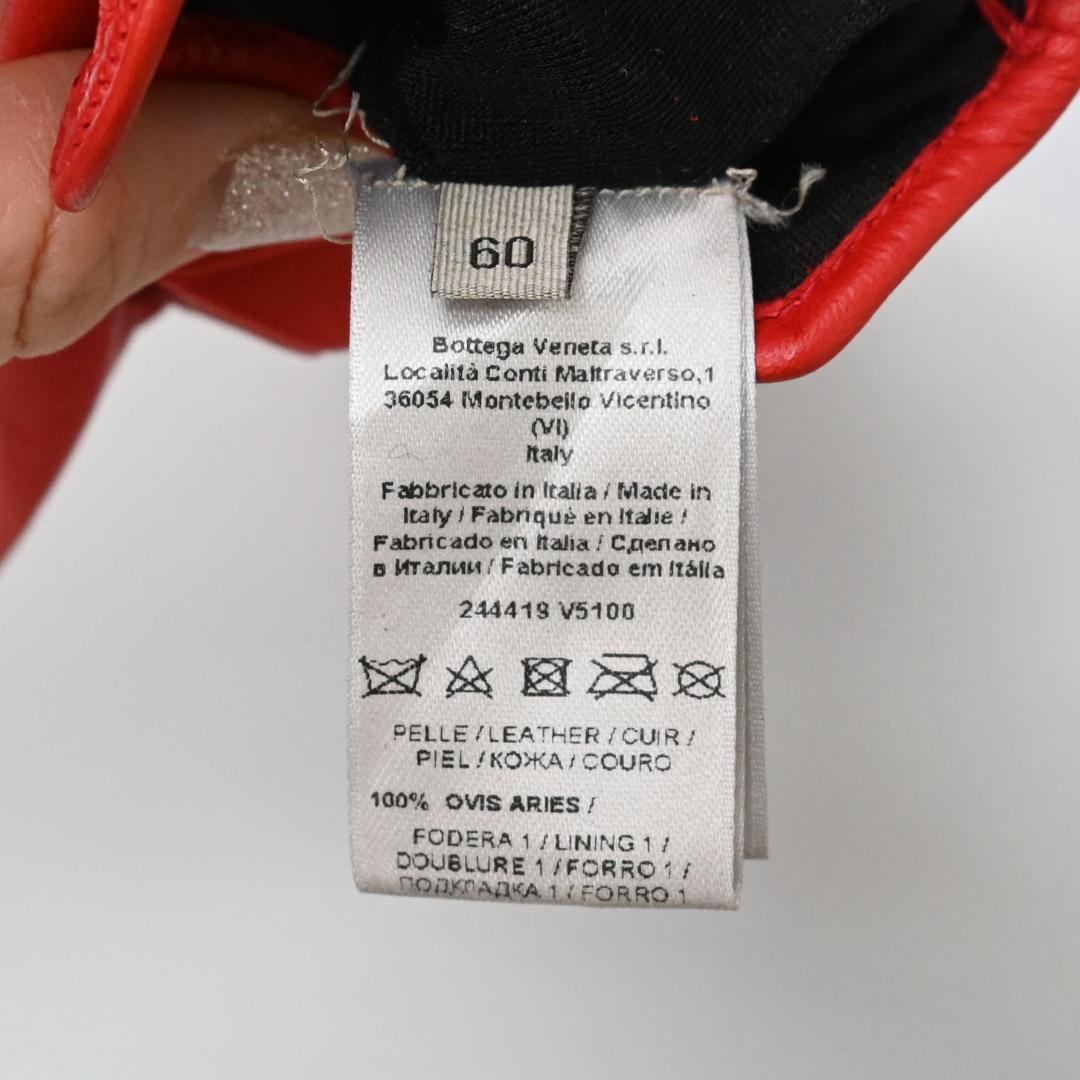 60
Bottega Veneta s.r.l.
Località Conti Maltraverso,1
36054 Montebello Vicentino
(VI)
Italy
Fabbricato in Italia / Made in
Italy / Fabriqué en Italie /
Fabricado en Italia / Сделано
в Италии / Fabricado em Itália
244419 V5100
PELLE / LEATHER / CUIR /
PIEL / КОЖА / COURO
100% OVIS ARIES /
FODERA 1 / LINING 1 /
DOUBLURE 1 / FORRO 1 /
ПОДКЛАДКА 1 / FORRO 1